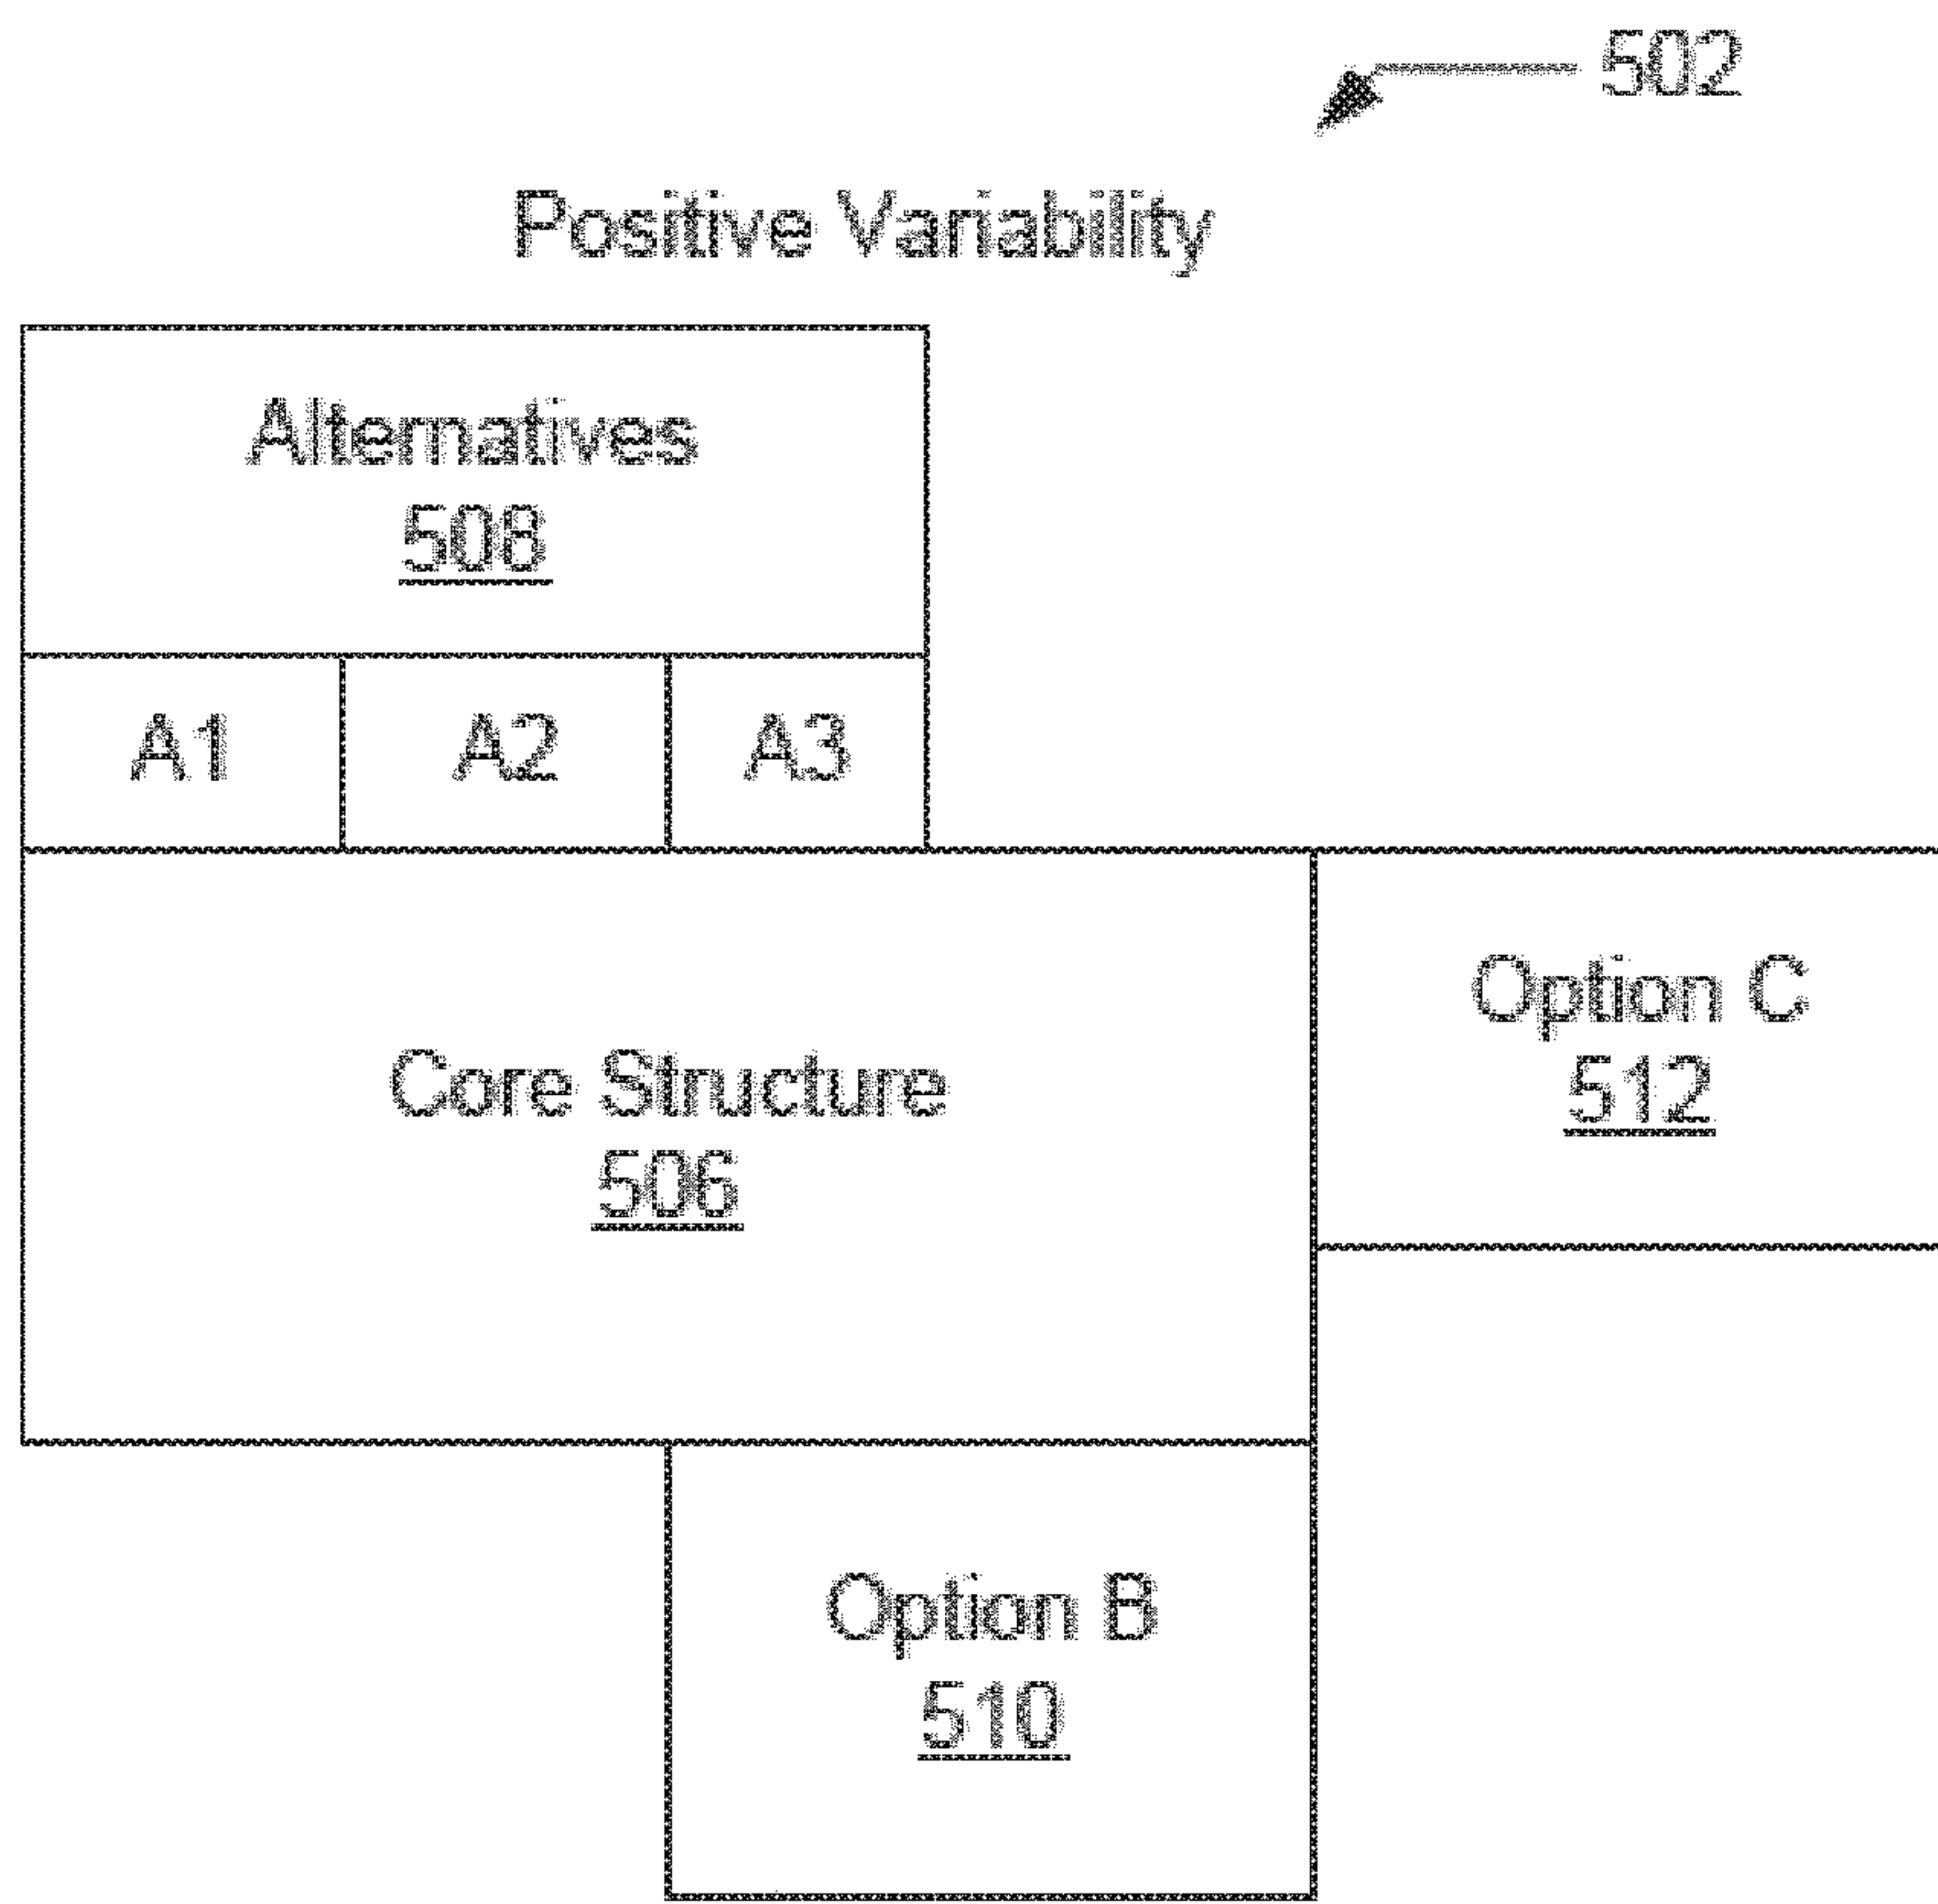 502
Positive Variability
Alternatives
508
A1 A2 A3
Core Structure
506
Option C
512
Option B
510